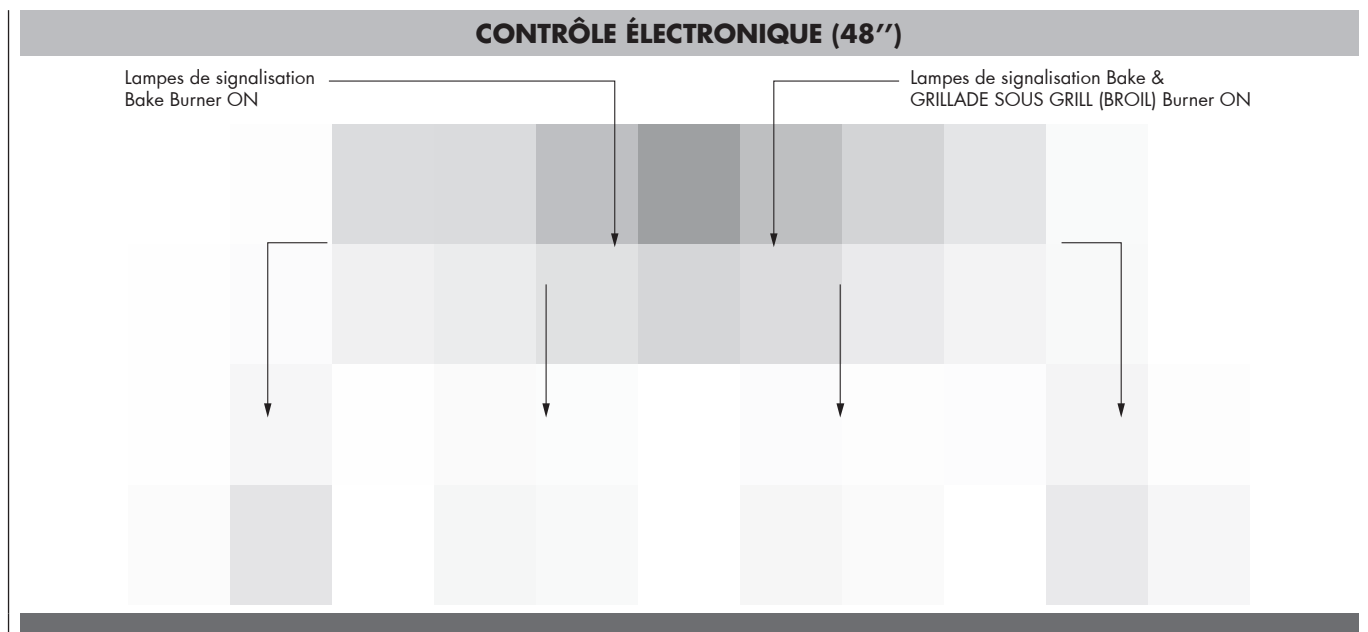 CONTRÔLE ÉLECTRONIQUE (48’’)
Lampes de signalisation
Bake Burner ON
Lampes de signalisation Bake &
GRILLADE SOUS GRILL (BROIL) Burner ON